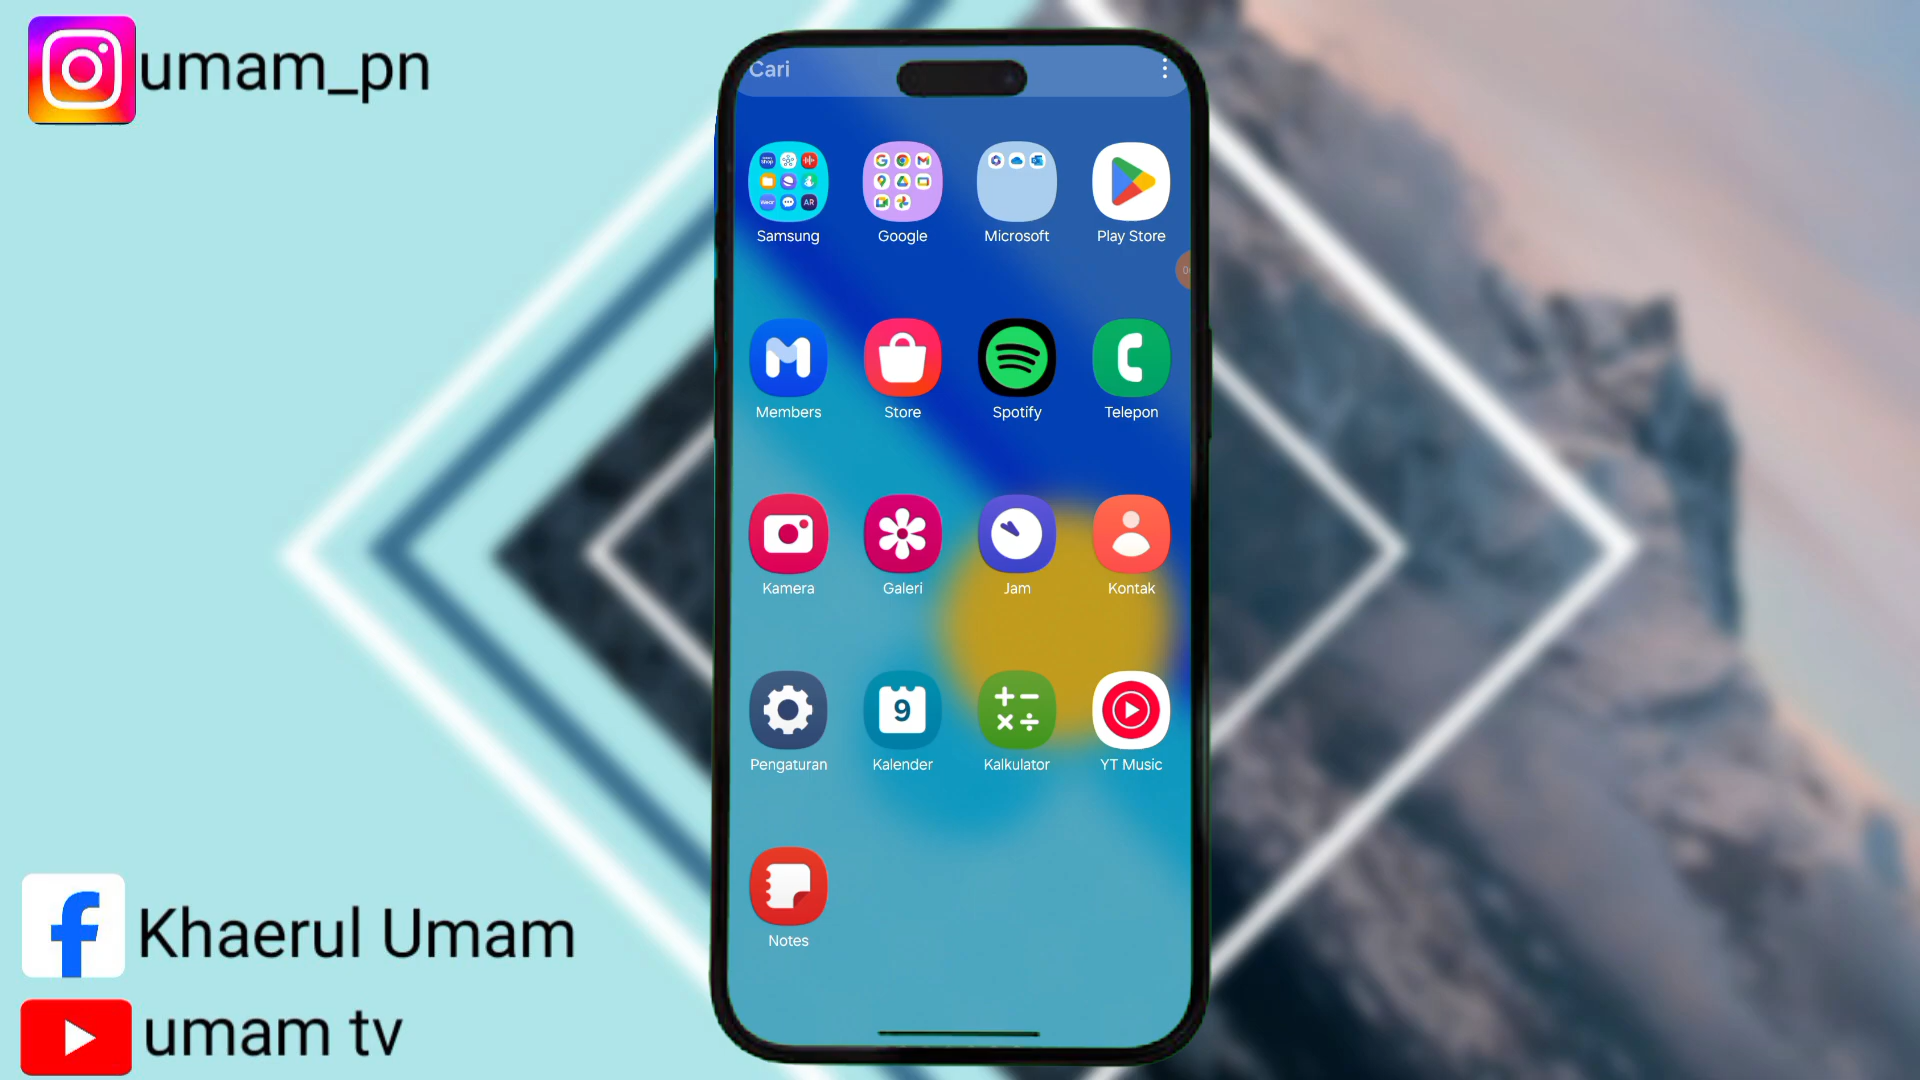 umam_pn
Cari
Samsung Google Microsoft Play Store
Members Store Spotify Telepon
Kamera Galeri Jam Kontak
9
Pengaturan Kalender Kalkulator YT Music
Notes
Khaerul Umam
umam tv